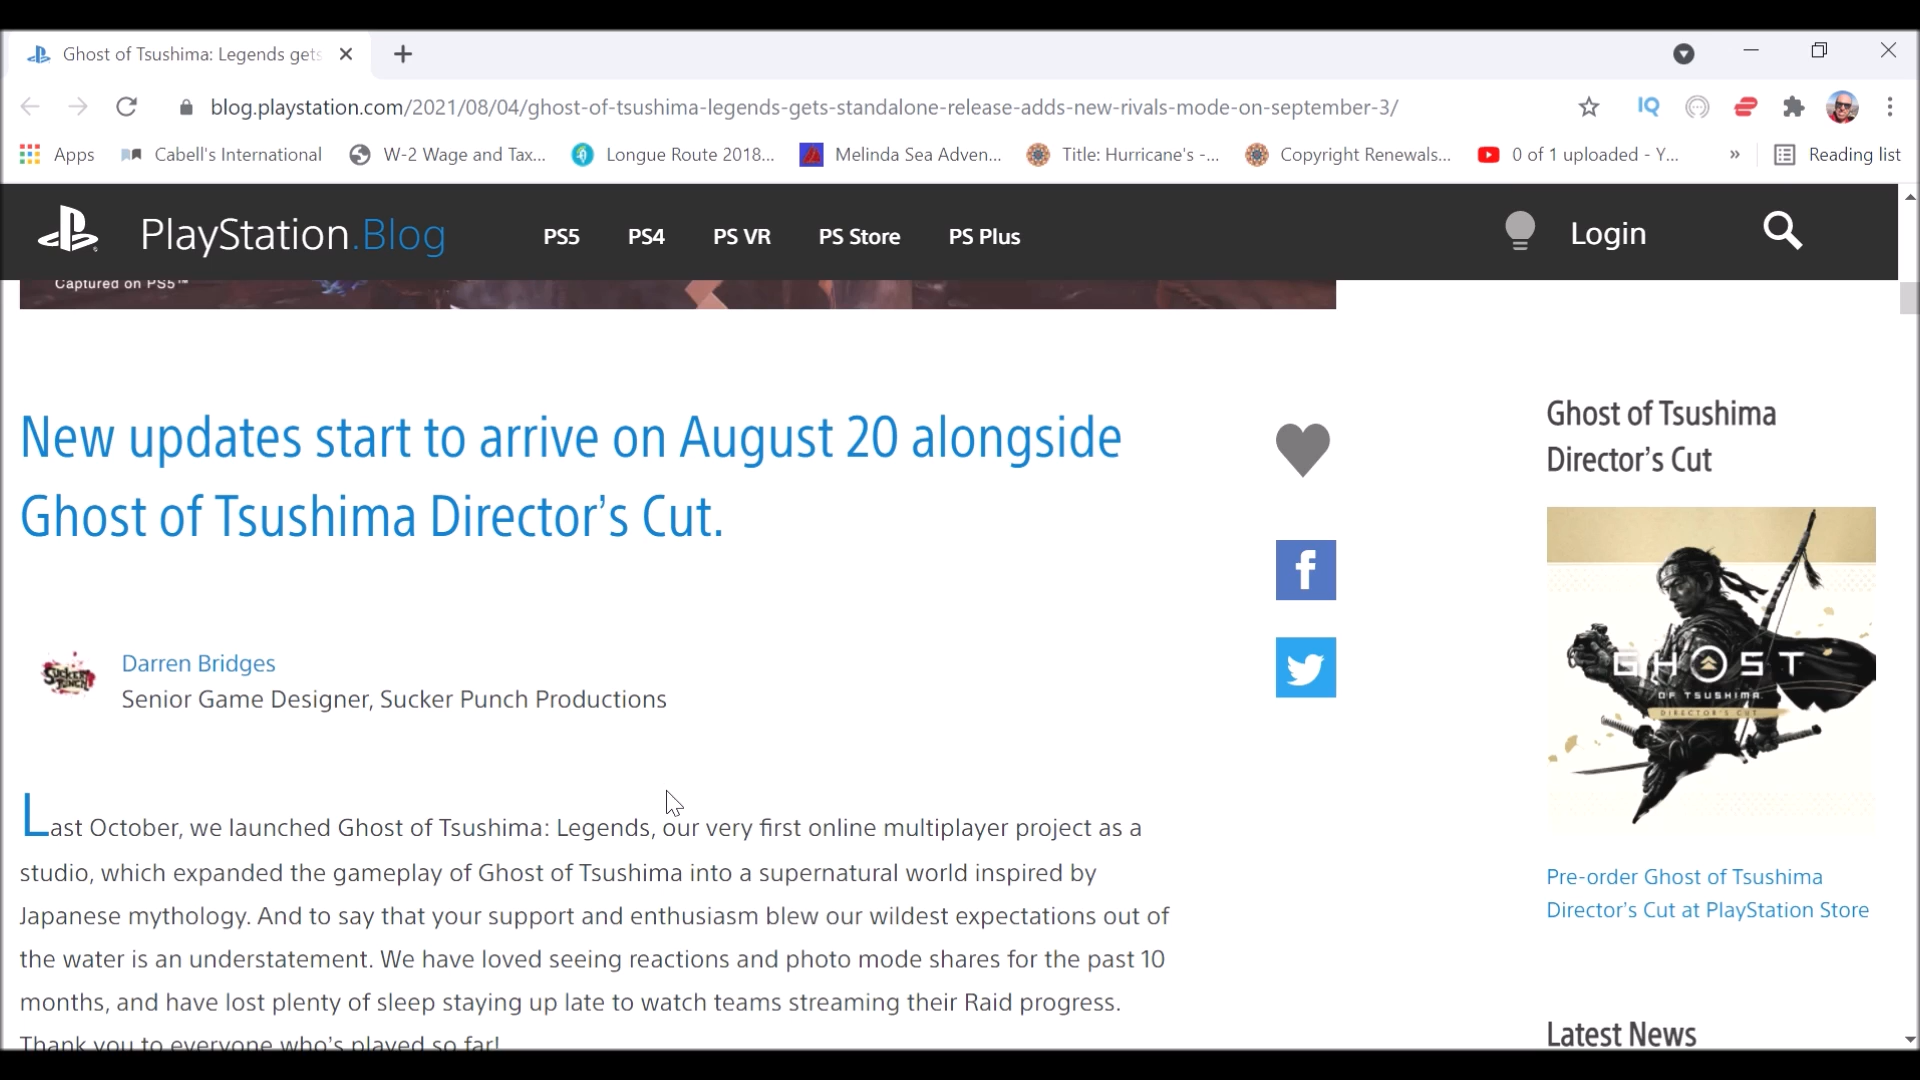 Ghost of Tsushima: Legends gets
blog.playstation.com/2021/08/04/ghost-of-tsushima-legends-gets-standalone-release-adds-new-rivals-mode-on-september-3/
IQ
Apps
Cabell's International
W-2 Wage and Tax...
Longue Route 2018...
Melinda Sea Adven...
Title: Hurricane's -...
Copyright Renewals...
0 of 1 uploaded - Y...
»
Reading list
PlayStation.Blog
PS5
PS4
PS VR
PS Store
PS Plus
Login
Captured on PS5™
New updates start to arrive on August 20 alongside
Ghost of Tsushima Director’s Cut.
SUCKER PUNCH
Darren Bridges
Senior Game Designer, Sucker Punch Productions
Last October, we launched Ghost of Tsushima: Legends, our very first online multiplayer project as a
studio, which expanded the gameplay of Ghost of Tsushima into a supernatural world inspired by
Japanese mythology. And to say that your support and enthusiasm blew our wildest expectations out of
the water is an understatement. We have loved seeing reactions and photo mode shares for the past 10
months, and have lost plenty of sleep staying up late to watch teams streaming their Raid progress.
Thank you to everyone who’s played so far!
Ghost of Tsushima
Director’s Cut
GHOST
OF TSUSHIMA
DIRECTOR'S CUT
Pre-order Ghost of Tsushima
Director’s Cut at PlayStation Store
Latest News